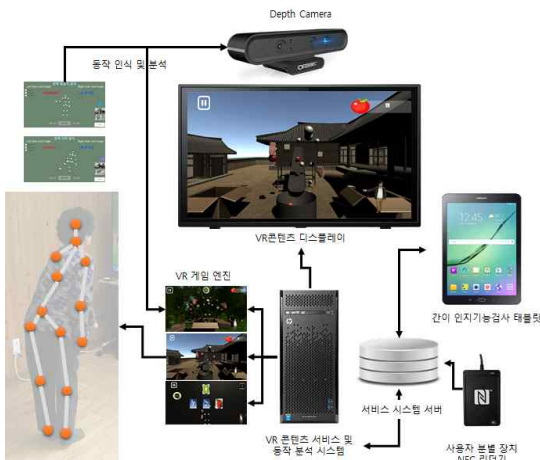 Depth Camera
동작 인식 및 분석
ORBBEC
VR콘텐츠 디스플레이
VR 게임 엔진
간이 인지기능검사 태블릿
서비스 시스템 서버
VR 콘텐츠 서비스 및
동작 분석 시스템
사용자 분별 장치
NFC 리더기